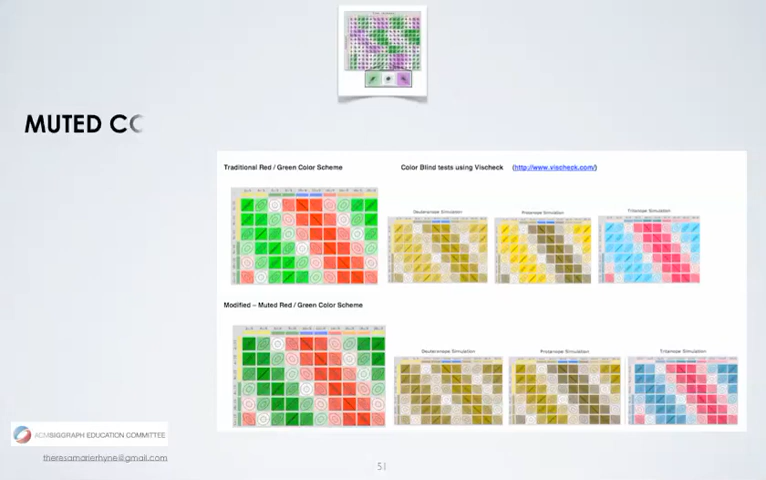 MUTED CO
Traditional Red / Green Color Scheme
Color Blind tests using Vischeck (http://www.vischeck.com/)
Deuteranope Simulation
Protanope Simulation
Tritanope Simulation
Modified – Muted Red / Green Color Scheme
Deuteranope Simulation
Protanope Simulation
Tritanope Simulation
ACMSIGGRAPH EDUCATION COMMITTEE
theresamarierhyne@gmail.com
51